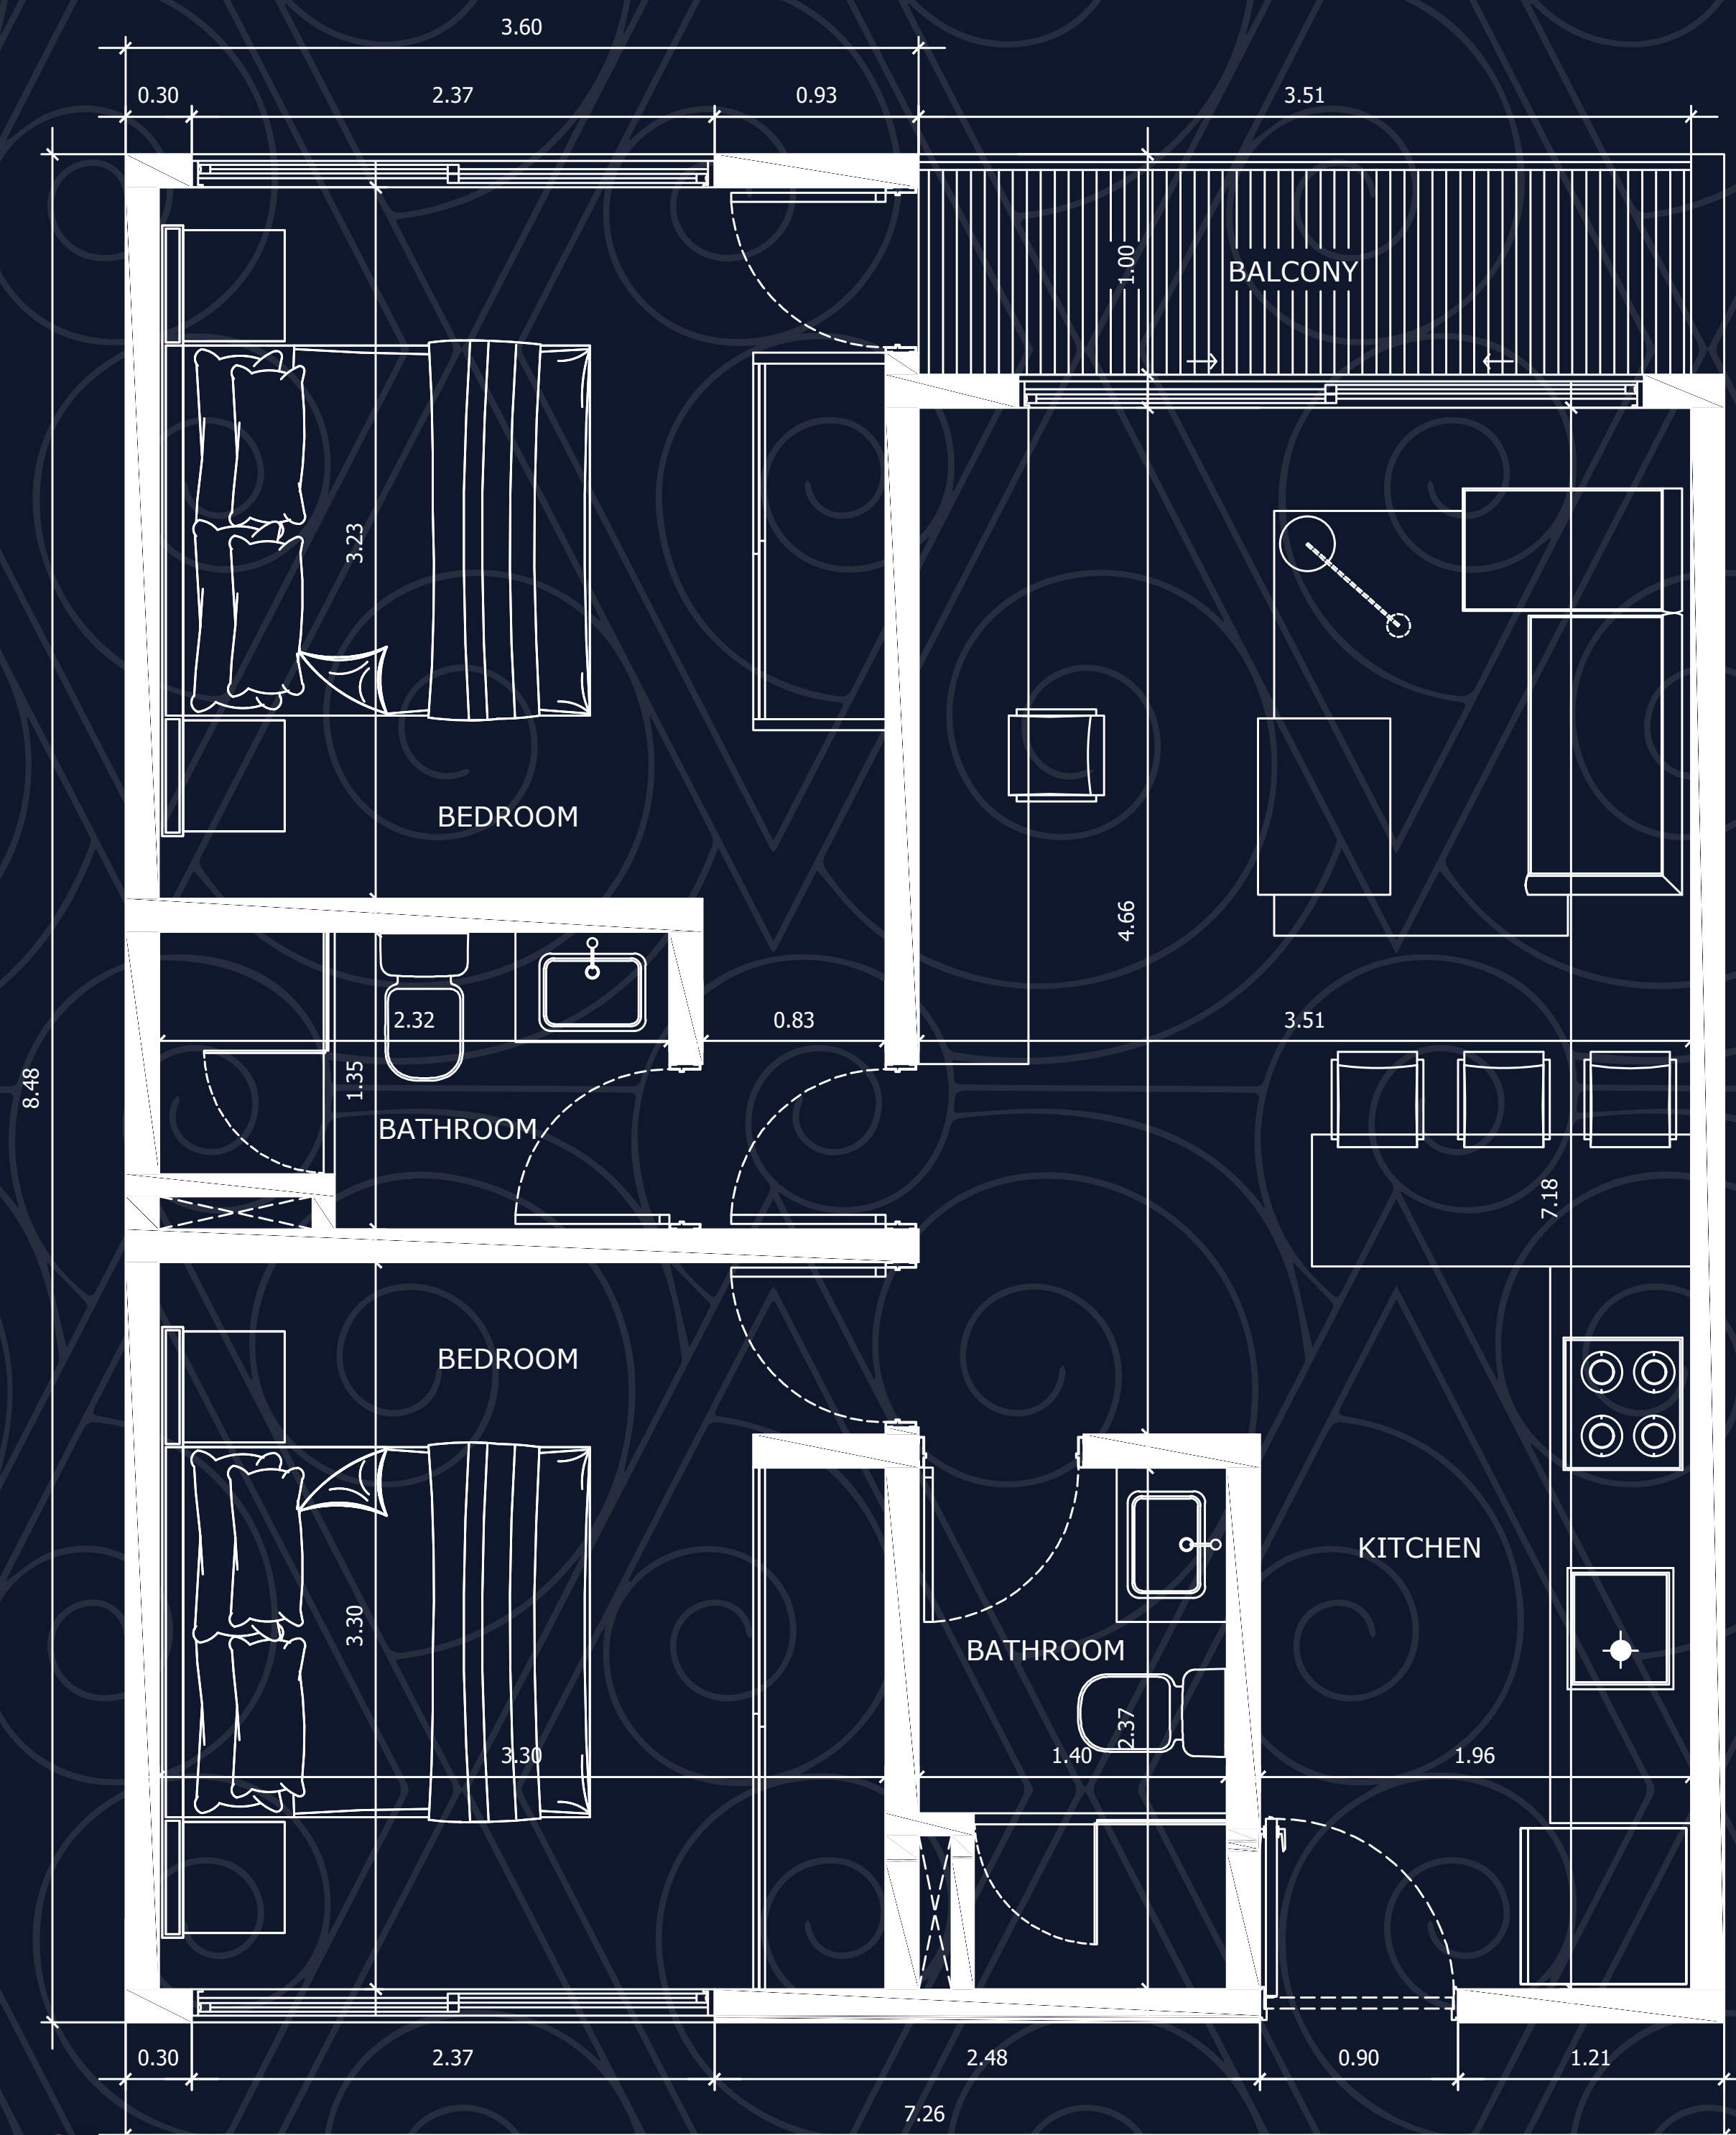 3.60
0.30 2.37 0.93 3.51
1.00
BALCONY
3.23
BEDROOM
4.66
2.32 0.83 3.51
8.48
1.35
BATHROOM
7.18
BEDROOM
KITCHEN
3.30
BATHROOM
2.37
3.30 1.40 1.96
0.30 2.37 2.48 0.90 1.21
7.26